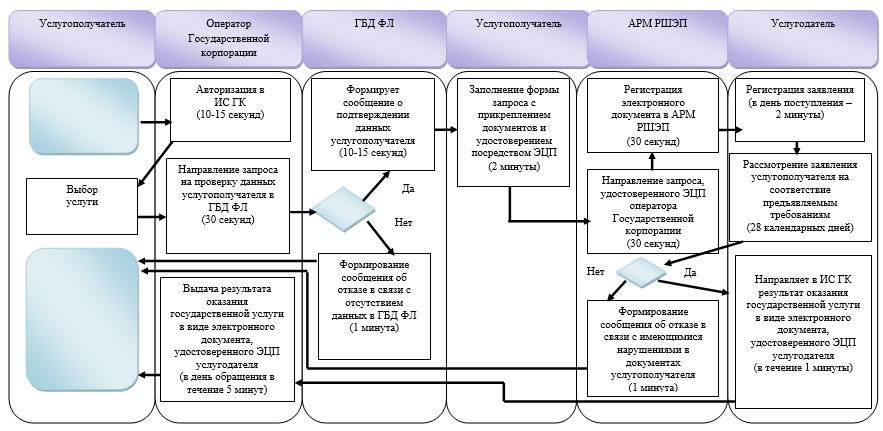 Услугополучатель
Оператор
Государственной
корпорации
ГБД ФЛ
Услугополучатель
АРМ РШЭП
Услугодатель
Авторизация в
ИС ГК
(10-15 секунд)
Выбор
услуги
Направление запроса
на проверку данных
услугополучателя в
ГБД ФЛ
(30 секунд)
Формирует
сообщение о
подтверждении
данных
услугополучателя
(10-15 секунд)
Да
Нет
Формирование
сообщения об
отказе в связи с
отсутствием
данных в ГБД ФЛ
(1 минута)
Заполнение формы
запроса с
прикреплением
документов и
удостоверением
посредством ЭЦП
(2 минуты)
Направление запроса,
удостоверенного ЭЦП
оператора
Государственной
корпорации
(30 секунд)
Регистрация
электронного
документа в АРМ
РШЭП
(30 секунд)
Регистрация заявления
(в день поступления –
2 минуты)
Рассмотрение заявления
услугополучателя на
соответствие
предъявляемым
требованиям
(28 календарных дней)
Нет
Да
Формирование
сообщения об отказе в
связи с имеющимися
нарушениями в
документах
услугополучателя
(1 минута)
Направляет в ИС ГК
результат оказания
государственной услуги
в виде электронного
документа,
удостоверенного ЭЦП
услугодателя
(в течение 1 минуты)
Выдача результата
оказания
государственной услуги
в виде электронного
документа,
удостоверенного ЭЦП
услугодателя
(в день обращения в
течение 5 минут)